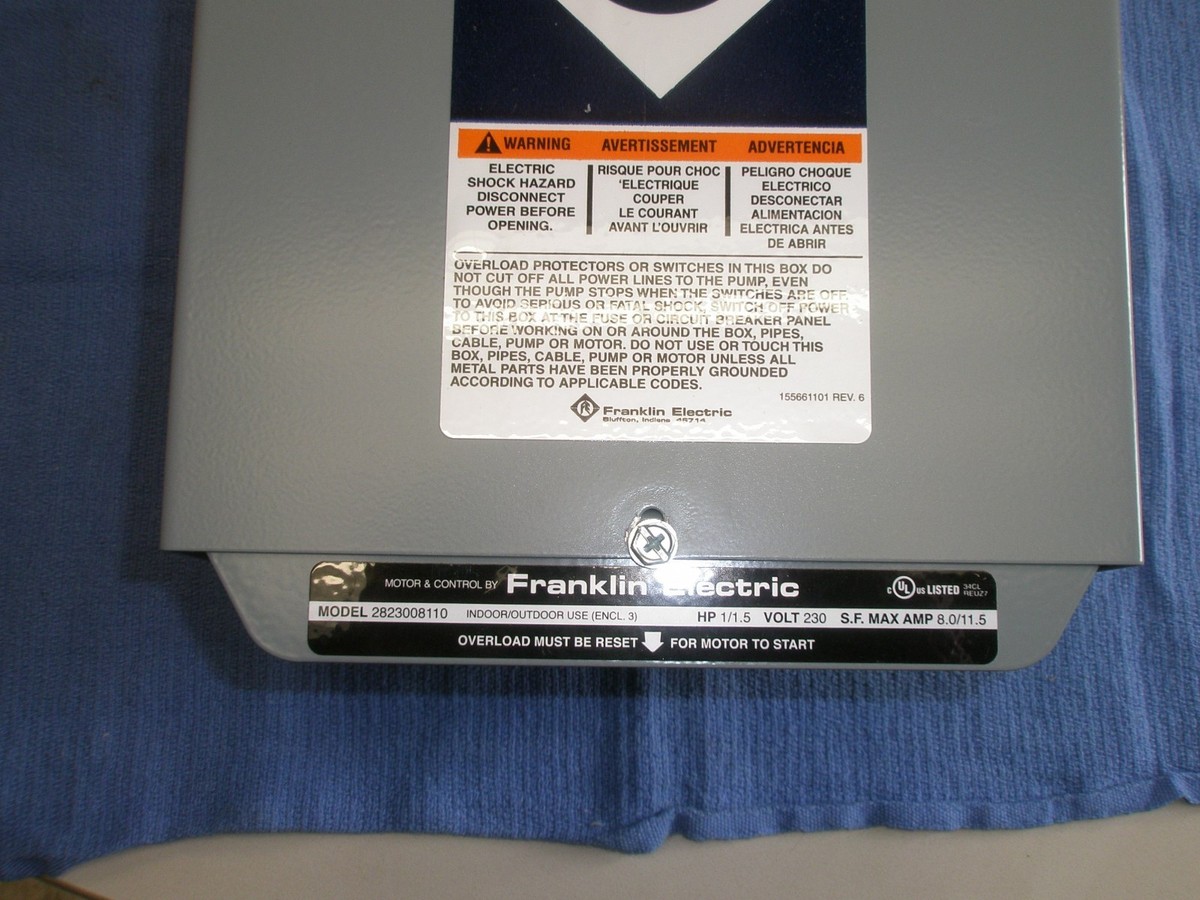 WARNING AVERTISSEMENT ADVERTENCIA
ELECTRIC
SHOCK HAZARD
DISCONNECT
POWER BEFORE
OPENING.
RISQUE POUR CHOC
'ELECTRIQUE
COUPER
LE COURANT
AVANT L'OUVRIR
PELIGRO CHOQUE
ELECTRICO
DESCONECTAR
ALIMENTACION
ELECTRICA ANTES
DE ABRIR
OVERLOAD PROTECTORS OR SWITCHES IN THIS BOX DO
NOT CUT OFF ALL POWER LINES TO THE PUMP, EVEN
THOUGH THE PUMP STOPS WHEN THE SWITCHES ARE OFF.
TO AVOID SERIOUS OR FATAL SHOCK, SWITCH OFF POWER
TO THIS BOX AT THE FUSE OR CIRCUIT BREAKER PANEL
BEFORE WORKING ON OR AROUND THE BOX, PIPES,
CABLE, PUMP OR MOTOR. DO NOT USE OR TOUCH THIS
BOX, PIPES, CABLE, PUMP OR MOTOR UNLESS ALL
METAL PARTS HAVE BEEN PROPERLY GROUNDED
ACCORDING TO APPLICABLE CODES.
155661101 REV. 6
Franklin Electric
Bluffton, Indiana 46714
MOTOR & CONTROL BY Franklin Electric c UL us LISTED 34CL
REU27
MODEL 2823008110 INDOOR/OUTDOOR USE (ENCL. 3) HP 1/1.5 VOLT 230 S.F. MAX AMP 8.0/11.5
OVERLOAD MUST BE RESET FOR MOTOR TO START